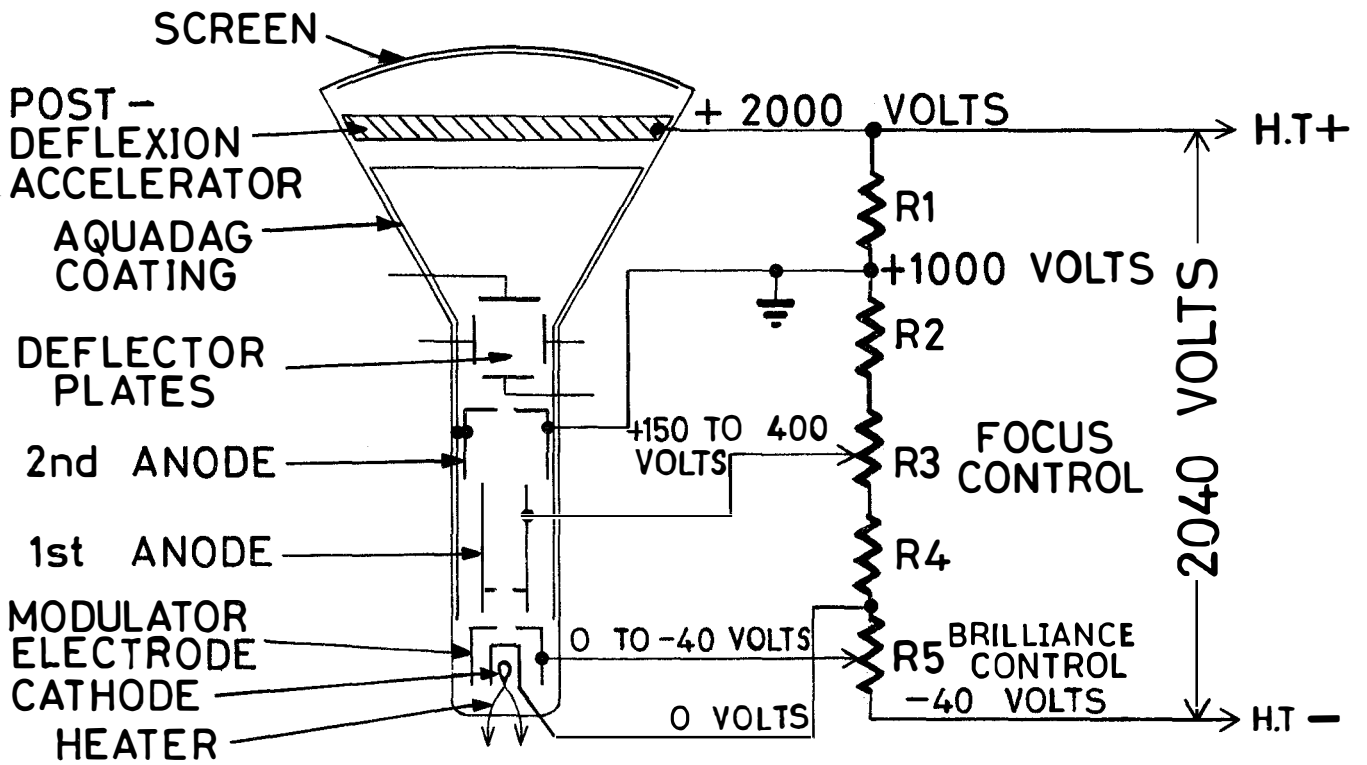 SCREEN
POST –
DEFLEXION
ACCELERATOR
AQUADAG
COATING
DEFLECTOR
PLATES
2nd ANODE
1st ANODE
MODULATOR
ELECTRODE
CATHODE
HEATER
+ 2000 VOLTS
H.T+
R1
+1000 VOLTS
R2
+150 TO 400
VOLTS
R3
FOCUS
CONTROL
R4
0 TO -40 VOLTS
R5
BRILLIANCE
CONTROL
-40 VOLTS
0 VOLTS
H.T –
2040 VOLTS